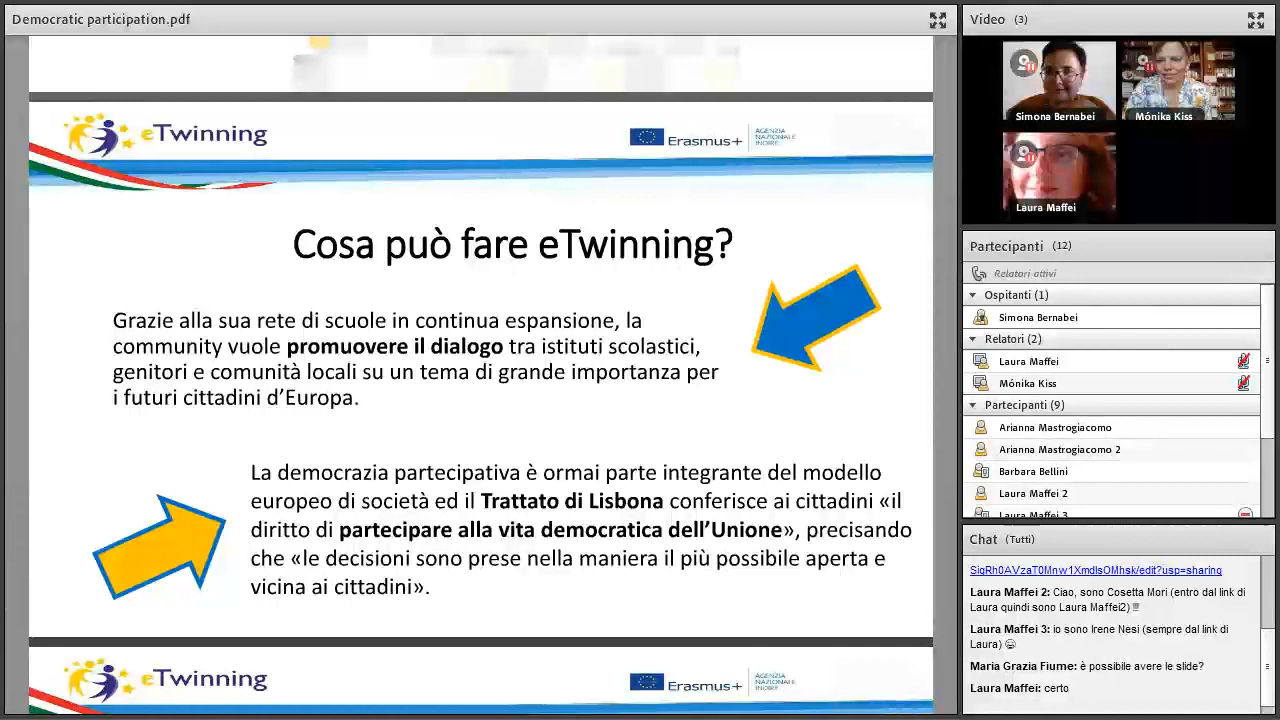 Democratic participation.pdf
eTwinning
Erasmus+
AGENZIA
NAZIONALE
INDIRE
Cosa può fare eTwinning?
Grazie alla sua rete di scuole in continua espansione, la
community vuole promuovere il dialogo tra istituti scolastici,
genitori e comunità locali su un tema di grande importanza per
i futuri cittadini d’Europa.
La democrazia partecipativa è ormai parte integrante del modello
europeo di società ed il Trattato di Lisbona conferisce ai cittadini «il
diritto di partecipare alla vita democratica dell’Unione», precisando
che «le decisioni sono prese nella maniera il più possibile aperta e
vicina ai cittadini».
eTwinning
Erasmus+
AGENZIA
NAZIONALE
INDIRE
Video (3)
Simona Bernabei
Mónika Kiss
Laura Maffei
Partecipanti (12)
Relatori attivi
Ospitanti (1)
Simona Bernabei
Relatori (2)
Laura Maffei
Mónika Kiss
Partecipanti (9)
Arianna Mastrogiacomo
Arianna Mastrogiacomo 2
Barbara Bellini
Laura Maffei 2
Laura Maffei 3
Chat (Tutti)
SigRh0AVzaT0Mnw1XmdIsOMhsk/edit?usp=sharing
Laura Maffei 2: Ciao, sono Cosetta Mori (entro dal link di
Laura quindi sono Laura Maffei2) !!!
Laura Maffei 3: io sono Irene Nesi (sempre dal link di
Laura) 😄
Maria Grazia Fiume: è possibile avere le slide?
Laura Maffei: certo